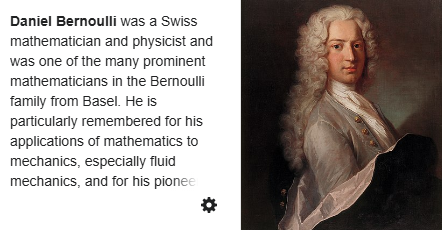 Daniel Bernoulli was a Swiss
mathematician and physicist and
was one of the many prominent
mathematicians in the Bernoulli
family from Basel. He is
particularly remembered for his
applications of mathematics to
mechanics, especially fluid
mechanics, and for his pionee